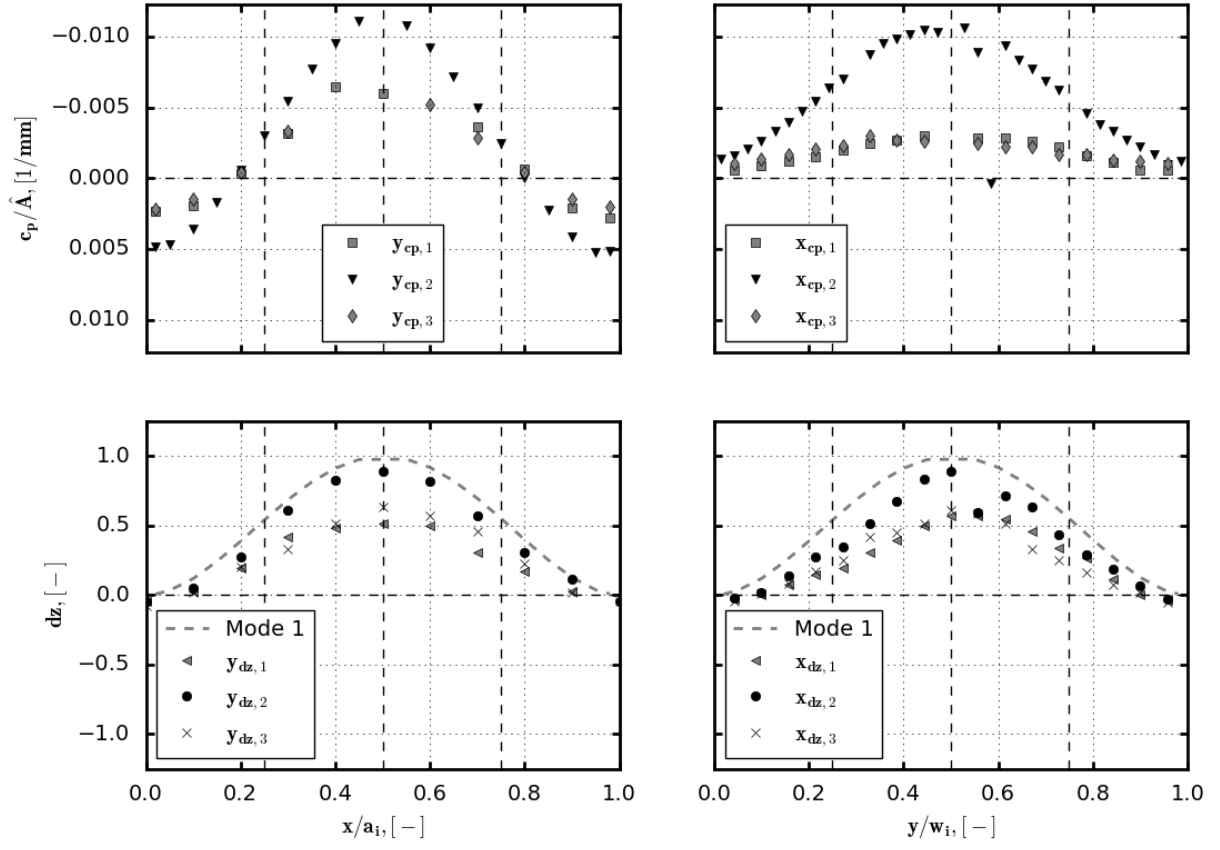 −0.010
−0.005
0.000
0.005
0.010
c_p/Â, [1/mm]
y_cp,1
y_cp,2
y_cp,3
x_cp,1
x_cp,2
x_cp,3
1.0
0.5
0.0
−0.5
−1.0
dz, [−]
Mode 1
y_dz,1
y_dz,2
y_dz,3
Mode 1
x_dz,1
x_dz,2
x_dz,3
0.0 0.2 0.4 0.6 0.8 1.0
x/a_i, [−]
0.0 0.2 0.4 0.6 0.8 1.0
y/w_i, [−]